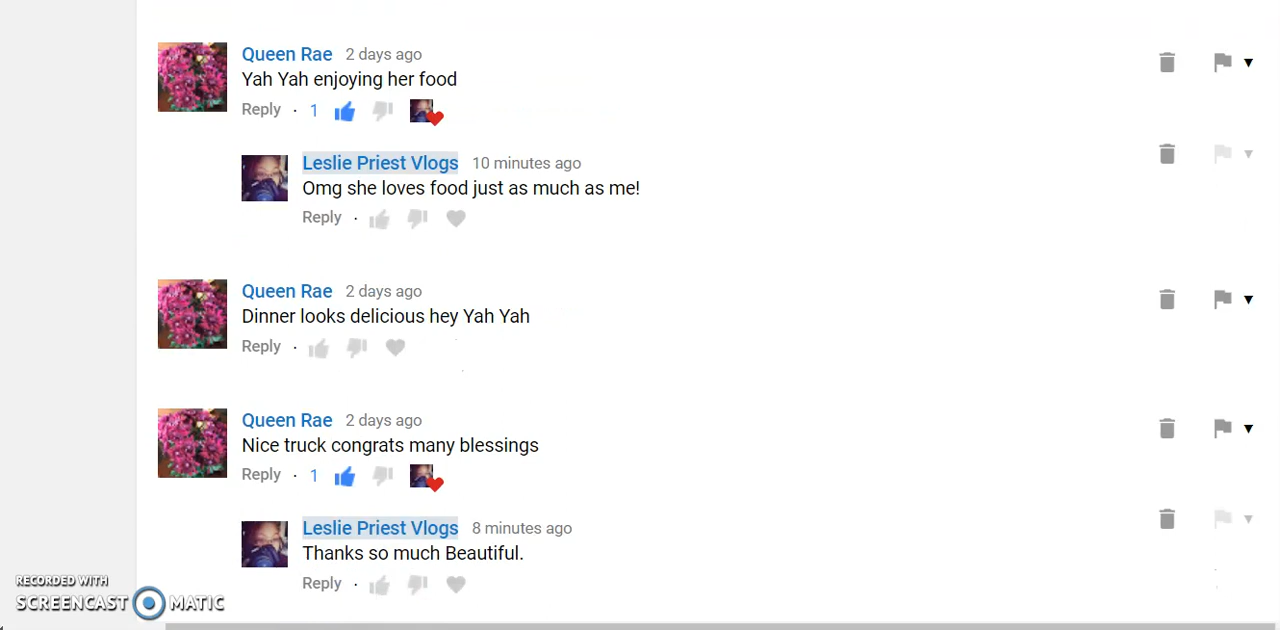 Queen Rae 2 days ago
Yah Yah enjoying her food
Reply · 1
Leslie Priest Vlogs 10 minutes ago
Omg she loves food just as much as me!
Reply ·
Queen Rae 2 days ago
Dinner looks delicious hey Yah Yah
Reply ·
Queen Rae 2 days ago
Nice truck congrats many blessings
Reply · 1
Leslie Priest Vlogs 8 minutes ago
Thanks so much Beautiful.
Reply ·
RECORDED WITH
SCREENCAST MATIC